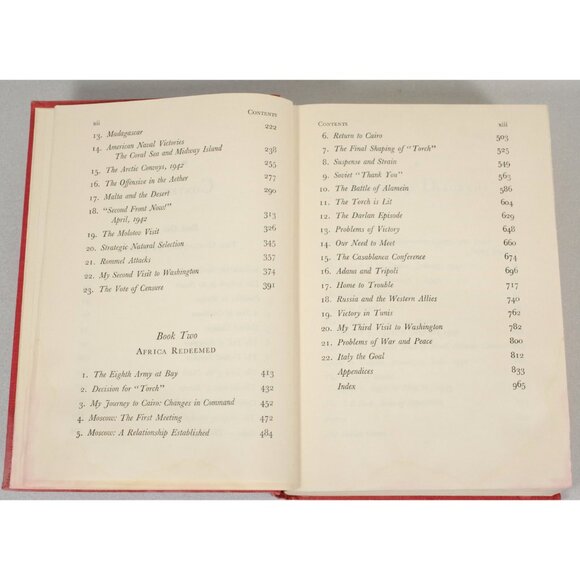 xii
CONTENTS
13. Madagascar 222
14. American Naval Victories
The Coral Sea and Midway Island 238
15. The Arctic Convoys, 1942 255
16. The Offensive in the Aether 277
17. Malta and the Desert 290
18. "Second Front Now!"
April, 1942 313
19. The Molotov Visit 326
20. Strategic Natural Selection 345
21. Rommel Attacks 357
22. My Second Visit to Washington 374
23. The Vote of Censure 391
Book Two
AFRICA REDEEMED
1. The Eighth Army at Bay 413
2. Decision for "Torch" 432
3. My Journey to Cairo: Changes in Command 452
4. Moscow: The First Meeting 472
5. Moscow: A Relationship Established 484
CONTENTS
xiii
6. Return to Cairo 503
7. The Final Shaping of "Torch" 525
8. Suspense and Strain 549
9. Soviet "Thank You" 563
10. The Battle of Alamein 586
11. The Torch is Lit 604
12. The Darlan Episode 629
13. Problems of Victory 648
14. Our Need to Meet 660
15. The Casablanca Conference 674
16. Adana and Tripoli 696
17. Home to Trouble 717
18. Russia and the Western Allies 740
19. Victory in Tunis 762
20. My Third Visit to Washington 782
21. Problems of War and Peace 800
22. Italy the Goal 812
Appendices 833
Index 965